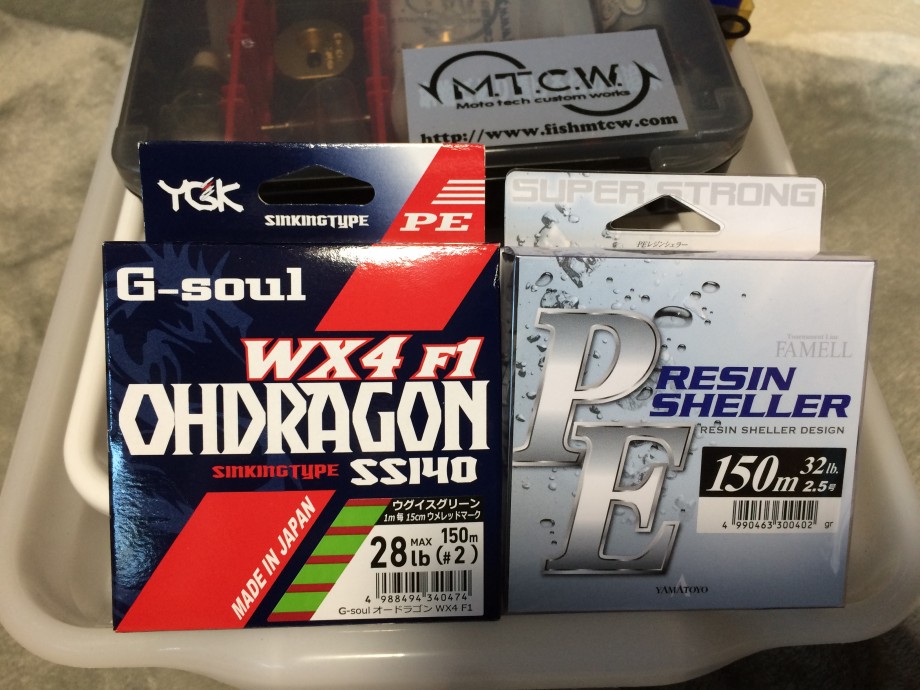 M.T.C.W.
Moto tech custom works
http://www.fishmtcw.com
YGK
SINKINGTYPE
PE
G-soul
WX4 F1
OHDRAGON
SINKINGTYPE SS140
MADE IN JAPAN
ウグイスグリーン
1m毎 15cm ウメレッドマーク
28 MAX lb 150m (#2)
4 988494 340474
G-soul オードラゴン WX4 F1
SUPER STRONG
PEレジンシェラー
Tournament Line
FAMELL
PE
RESIN
SHELLER
RESIN SHELLER DESIGN
150m 32lb. 2.5号
4 990463 300402 gr
YAMATOYO